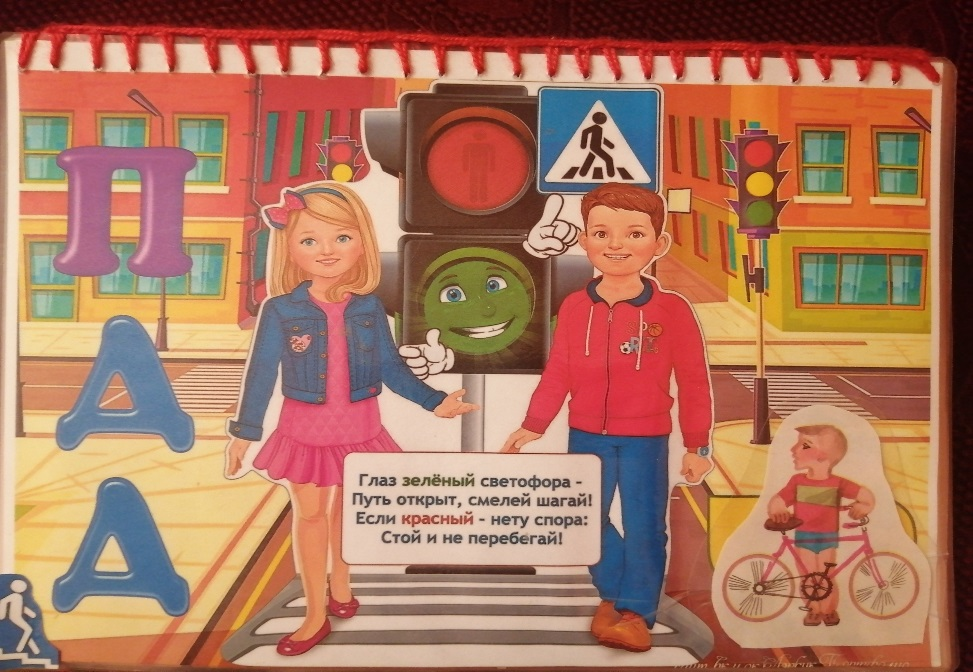 П
Д
Д
Глаз зелёный светофора -
Путь открыт, смелей шагай!
Если красный - нету спора:
Стой и не перебегай!